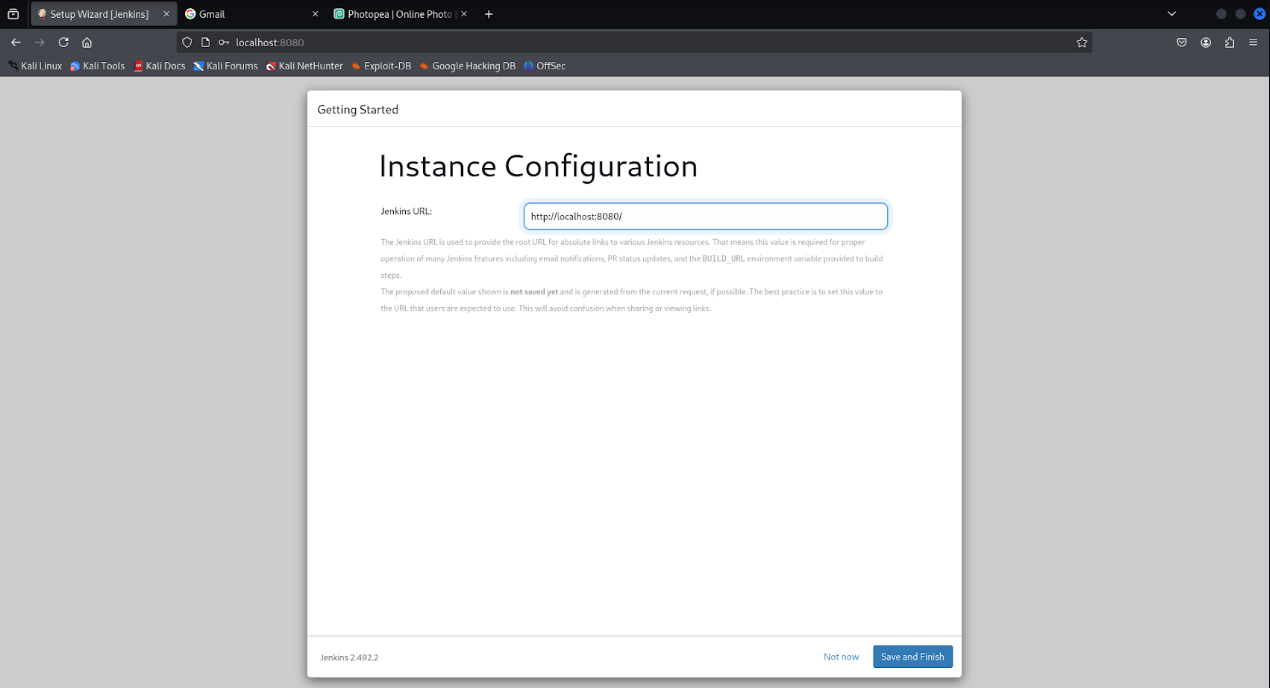 Setup Wizard [Jenkins]
Gmail
Photopea | Online Photo E
localhost:8080
Kali Linux Kali Tools Kali Docs Kali Forums Kali NetHunter Exploit-DB Google Hacking DB OffSec
Getting Started
Instance Configuration
Jenkins URL:
http://localhost:8080/
The Jenkins URL is used to provide the root URL for absolute links to various Jenkins resources. That means this value is required for proper
operation of many Jenkins features including email notifications, PR status updates, and the BUILD_URL environment variable provided to build
steps.
The proposed default value shown is not saved yet and is generated from the current request, if possible. The best practice is to set this value to
the URL that users are expected to use. This will avoid confusion when sharing or viewing links.
Jenkins 2.492.2
Not now
Save and Finish